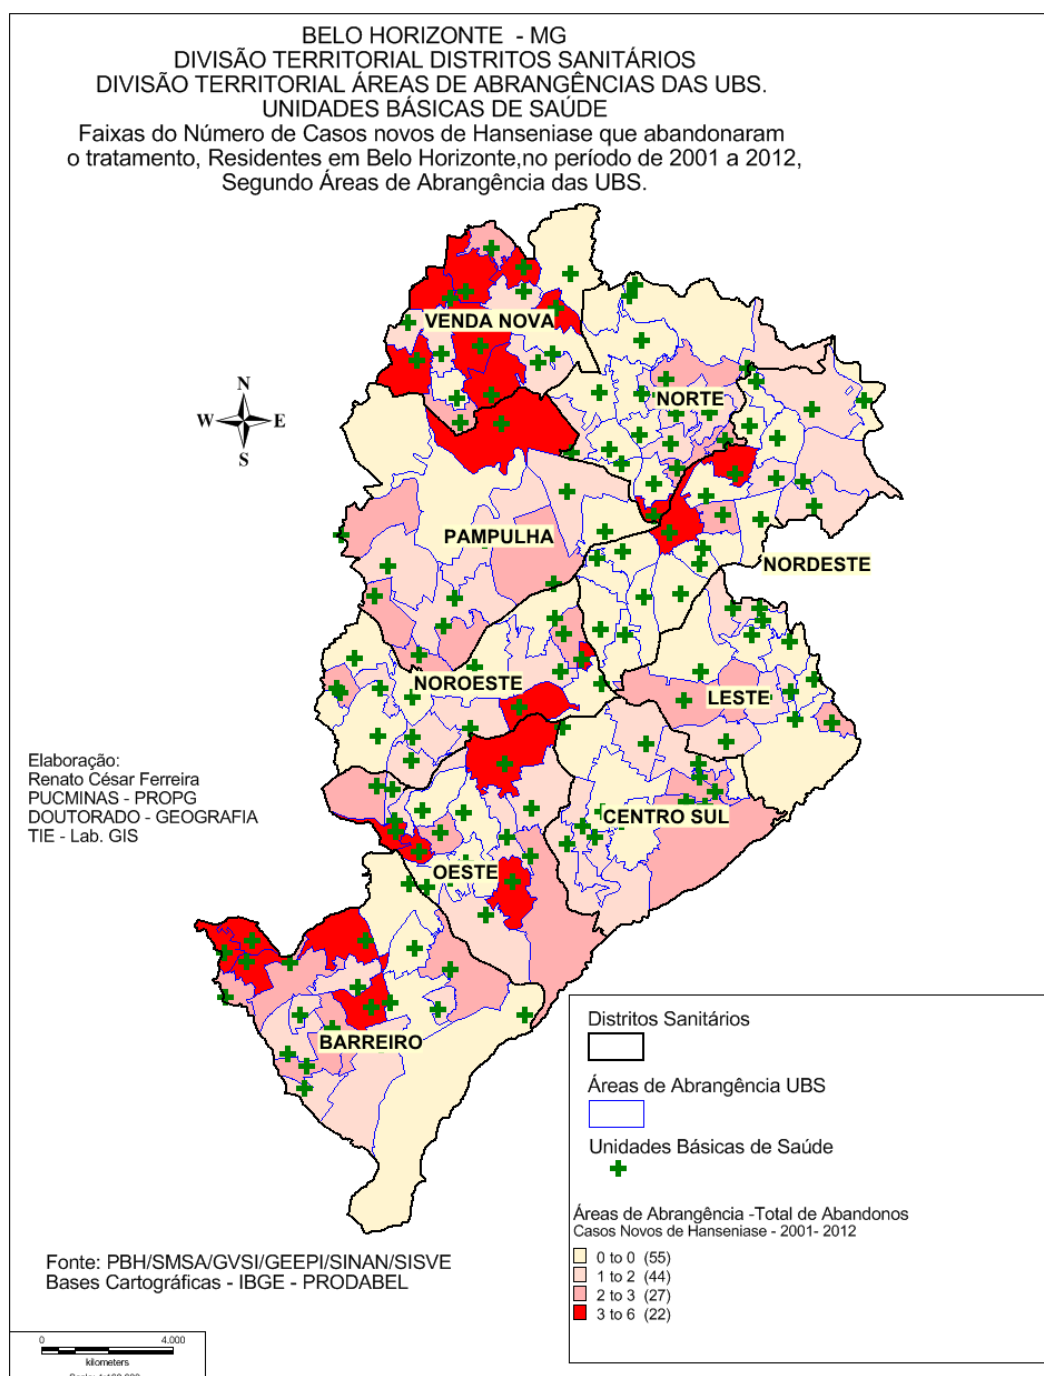 BELO HORIZONTE - MG
DIVISÃO TERRITORIAL DISTRITOS SANITÁRIOS
DIVISÃO TERRITORIAL ÁREAS DE ABRANGÊNCIAS DAS UBS.
UNIDADES BÁSICAS DE SAÚDE
Faixas do Número de Casos novos de Hanseniase que abandonaram
o tratamento, Residentes em Belo Horizonte,no período de 2001 a 2012,
Segundo Áreas de Abrangência das UBS.
VENDA NOVA
N
W E
S
NORTE
PAMPULHA
NORDESTE
NOROESTE
LESTE
Elaboração:
Renato César Ferreira
PUCMINAS - PROPG
DOUTORADO - GEOGRAFIA
TIE - Lab. GIS
CENTRO SUL
OESTE
BARREIRO
Distritos Sanitários
Áreas de Abrangência UBS
Unidades Básicas de Saúde
Áreas de Abrangência -Total de Abandonos
Casos Novos de Hanseniase - 2001- 2012
0 to 0 (55)
1 to 2 (44)
2 to 3 (27)
3 to 6 (22)
Fonte: PBH/SMSA/GVSI/GEEPI/SINAN/SISVE
Bases Cartográficas - IBGE - PRODABEL
0 4.000
kilometers